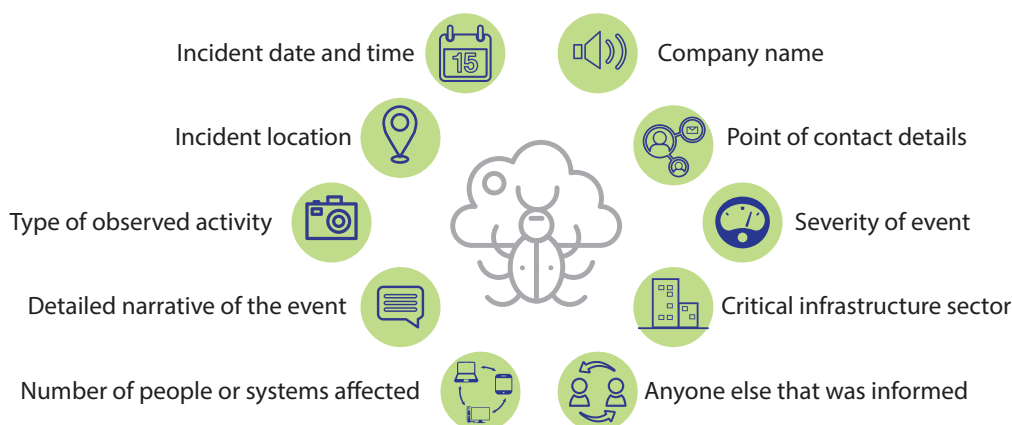 Incident date and time
15
Company name
Incident location
Point of contact details
Type of observed activity
Severity of event
Detailed narrative of the event
Critical infrastructure sector
Number of people or systems affected
Anyone else that was informed